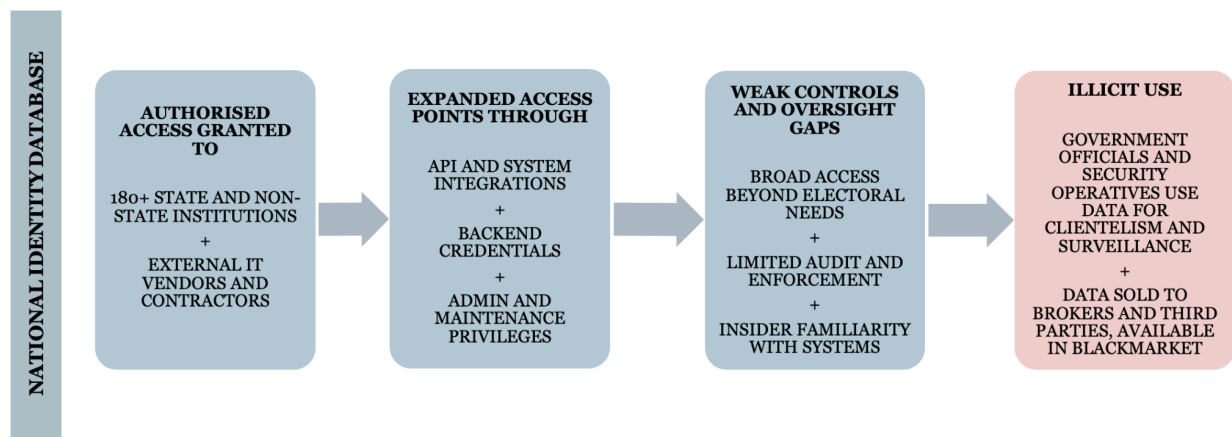 NATIONAL IDENTITY DATABASE
AUTHORISED
ACCESS GRANTED
TO
180+ STATE AND NON-
STATE INSTITUTIONS
+
EXTERNAL IT
VENDORS AND
CONTRACTORS
EXPANDED ACCESS
POINTS THROUGH
API AND SYSTEM
INTEGRATIONS
+
BACKEND
CREDENTIALS
+
ADMIN AND
MAINTENANCE
PRIVILEGES
WEAK CONTROLS
AND OVERSIGHT
GAPS
BROAD ACCESS
BEYOND ELECTORAL
NEEDS
+
LIMITED AUDIT AND
ENFORCEMENT
+
INSIDER FAMILIARITY
WITH SYSTEMS
ILLICIT USE
GOVERNMENT
OFFICIALS AND
SECURITY
OPERATIVES USE
DATA FOR
CLIENTELISM AND
SURVEILLANCE
+
DATA SOLD TO
BROKERS AND THIRD
PARTIES, AVAILABLE
IN BLACKMARKET